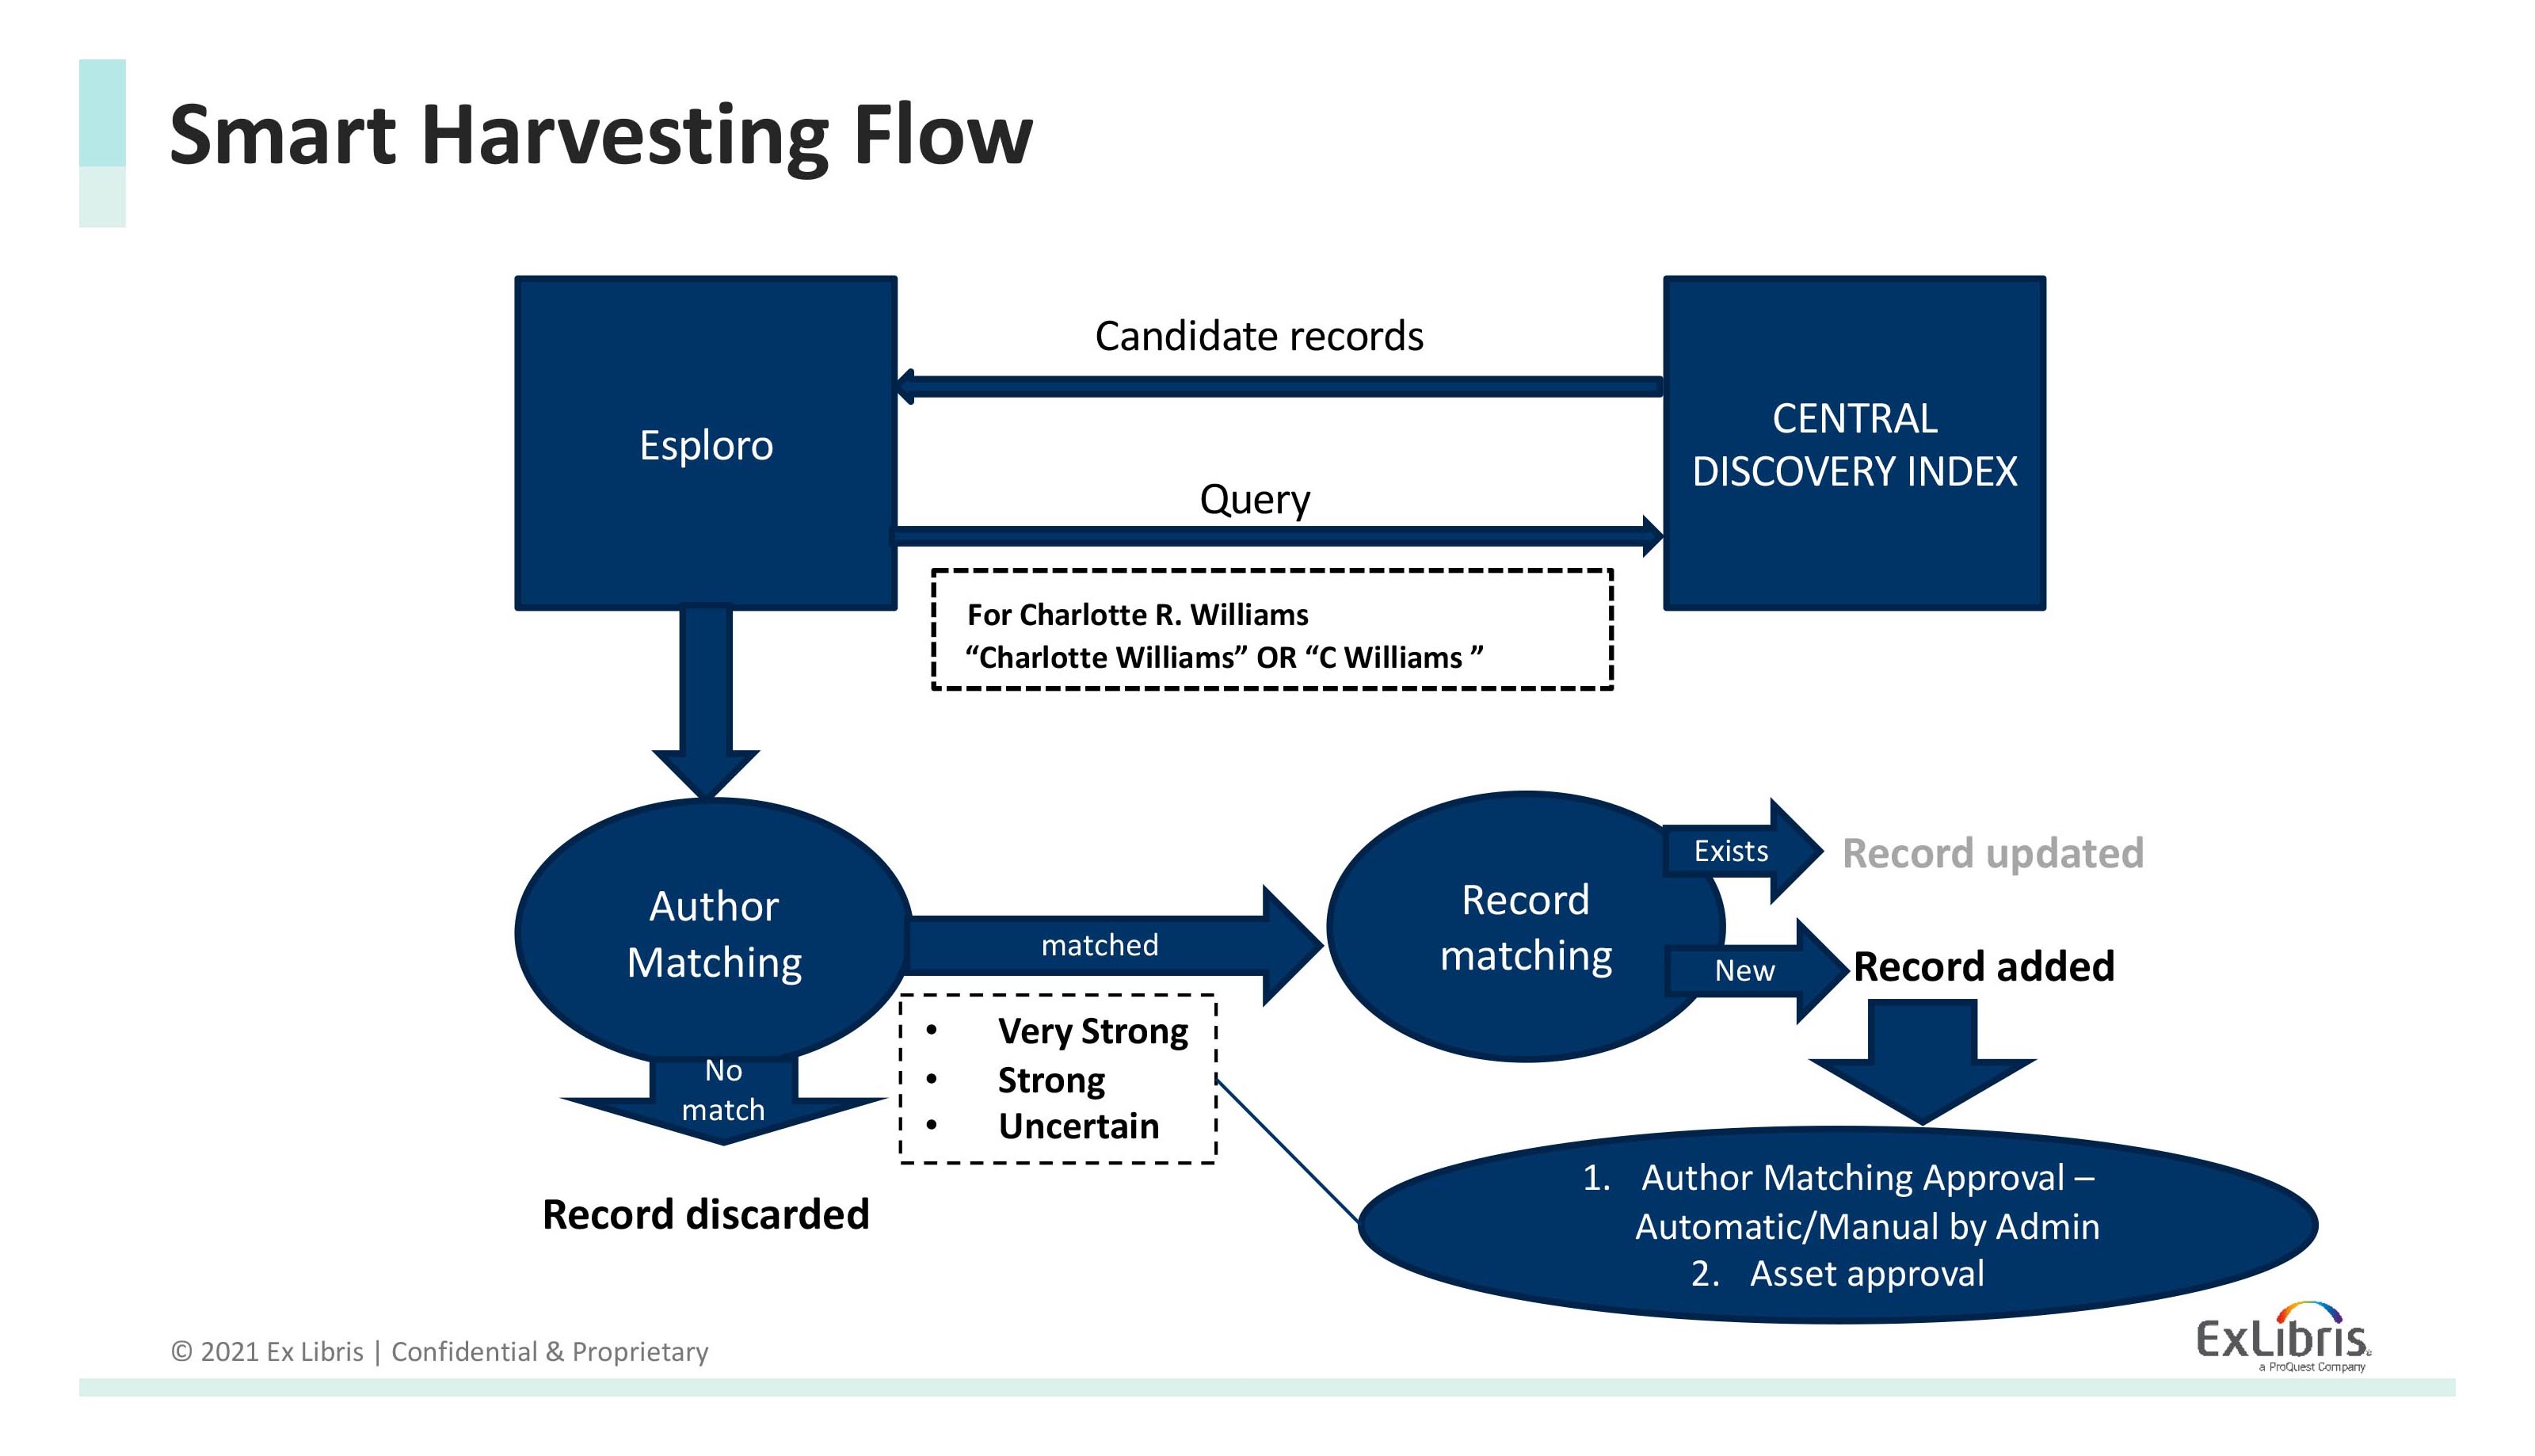 Smart Harvesting Flow
Esploro
Candidate records
CENTRAL
DISCOVERY INDEX
Query
For Charlotte R. Williams
“Charlotte Williams” OR “C Williams ”
Author
Matching
matched
Record
matching
Exists
Record updated
New
Record added
No
match
• Very Strong
• Strong
• Uncertain
Record discarded
1. Author Matching Approval –
Automatic/Manual by Admin
2. Asset approval
© 2021 Ex Libris | Confidential & Proprietary
ExLibris
a ProQuest Company